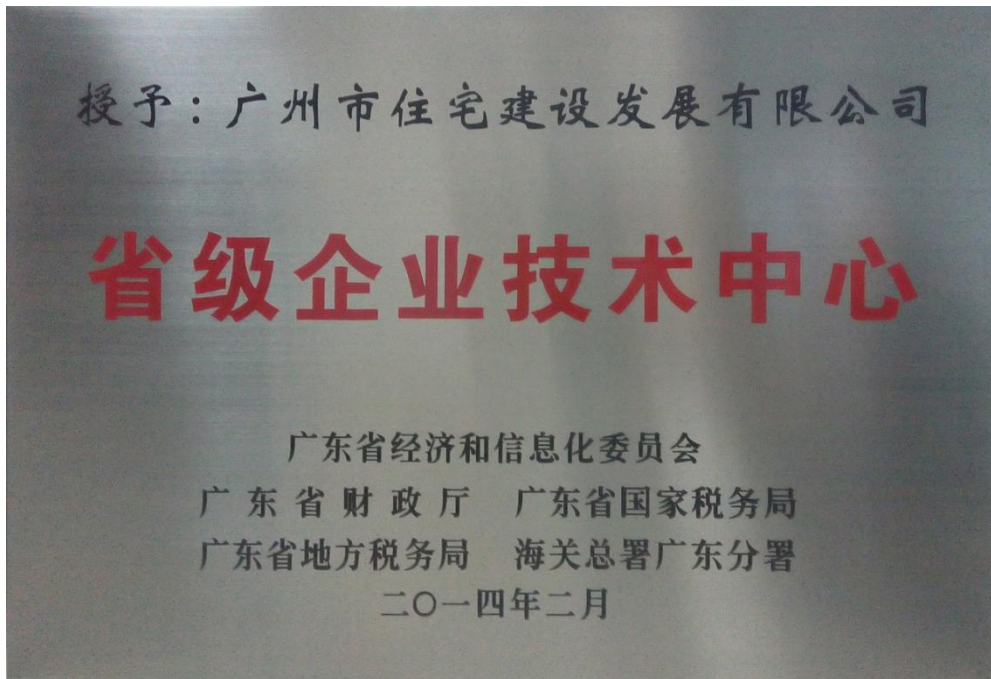 授予：广州市住宅建设发展有限公司
省级企业技术中心
广东省经济和信息化委员会
广东省财政厅 广东省国家税务局
广东省地方税务局 海关总署广东分署
二〇一四年二月